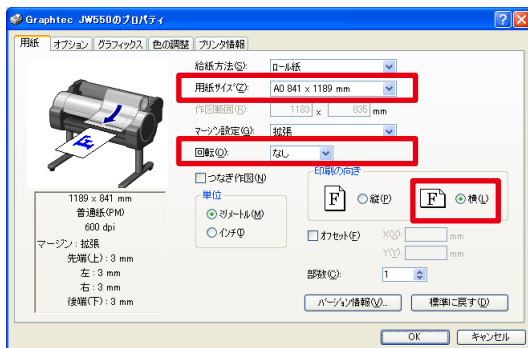 Graphtec JW550のプロパティ
用紙 オプション グラフィックス 色の調整 プリンタ情報
給紙方法(S): ロール紙
用紙サイズ(Z): A0 841 x 1189 mm
作図範囲(R): 1183 x 835 mm
マージン設定(G): 拡張
回転(O): なし
つなぎ作図(N)
印刷の向き
F 縦(P) F 横(L)
単位
ミリメートル(M)
インチ(I)
オフセット(F) X(X): mm
Y(Y): mm
部数(C): 1
1189 x 841 mm
普通紙(PM)
600 dpi
マージン : 拡張
先端(上) : 3 mm
左 : 3 mm
右 : 3 mm
後端(下) : 3 mm
バージョン情報(V)... 標準に戻す(D)
OK キャンセル